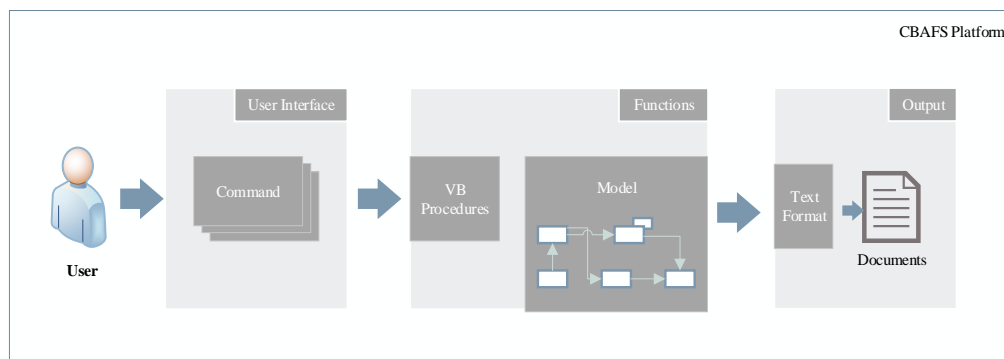 CBAFS Platform
User Interface
Functions
Output
Command
VB
Procedures
Model
Text
Format
User
Documents